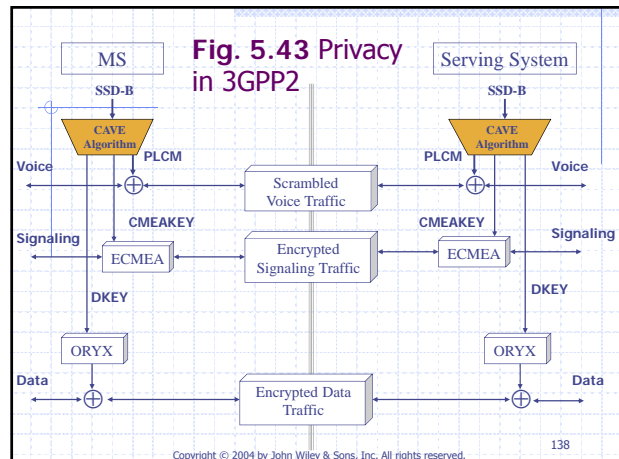 MS
Fig. 5.43 Privacy
in 3GPP2
Serving System
SSD-B
SSD-B
CAVE
Algorithm
CAVE
Algorithm
PLCM
PLCM
Voice
Voice
Scrambled
Voice Traffic
CMEAKEY
CMEAKEY
Signaling
Signaling
ECMEA
Encrypted
Signaling Traffic
ECMEA
DKEY
DKEY
ORYX
ORYX
Data
Data
Encrypted Data
Traffic
138
Copyright © 2004 by John Wiley & Sons, Inc. All rights reserved.